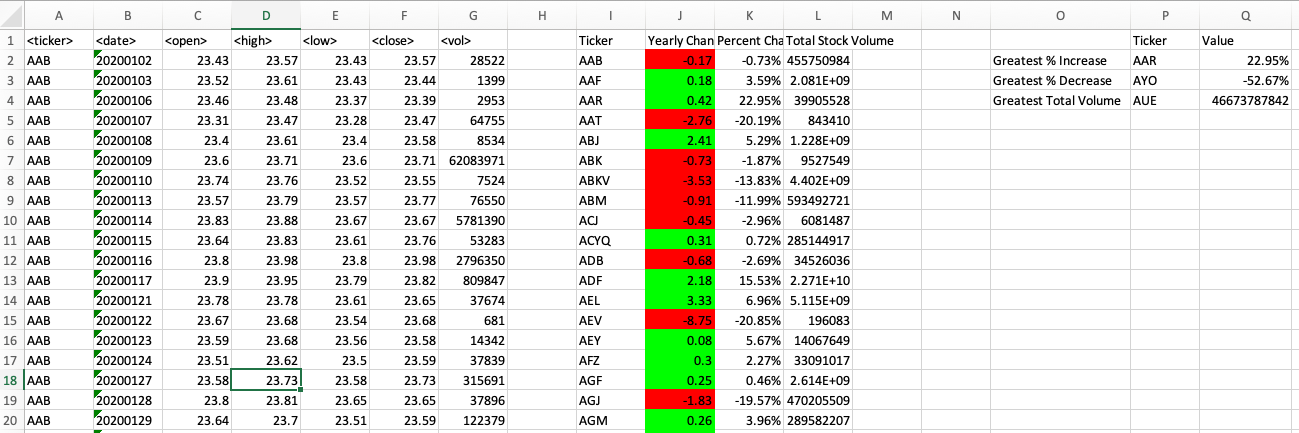 A B C D E F G H I J K L M N O P Q
1 <ticker> <date> <open> <high> <low> <close> <vol> Ticker Yearly Chan Percent Cha Total Stock Volume Ticker Value
2 AAB 20200102 23.43 23.57 23.43 23.57 28522 AAB -0.17 -0.73% 455750984 Greatest % Increase AAR 22.95%
3 AAB 20200103 23.52 23.61 23.43 23.44 1399 AAF 0.18 3.59% 2.081E+09 Greatest % Decrease AYO -52.67%
4 AAB 20200106 23.46 23.48 23.37 23.39 2953 AAR 0.42 22.95% 39905528 Greatest Total Volume AUE 46673787842
5 AAB 20200107 23.31 23.47 23.28 23.47 64755 AAT -2.76 -20.19% 843410
6 AAB 20200108 23.4 23.61 23.4 23.58 8534 ABJ 2.41 5.29% 1.228E+09
7 AAB 20200109 23.6 23.71 23.6 23.71 62083971 ABK -0.73 -1.87% 9527549
8 AAB 20200110 23.74 23.76 23.52 23.55 7524 ABKV -3.53 -13.83% 4.402E+09
9 AAB 20200113 23.57 23.79 23.57 23.77 76550 ABM -0.91 -11.99% 593492721
10 AAB 20200114 23.83 23.88 23.67 23.67 5781390 ACJ -0.45 -2.96% 6081487
11 AAB 20200115 23.64 23.83 23.61 23.76 53283 ACYQ 0.31 0.72% 285144917
12 AAB 20200116 23.8 23.98 23.8 23.98 2796350 ADB -0.68 -2.69% 34526036
13 AAB 20200117 23.9 23.95 23.79 23.82 809847 ADF 2.18 15.53% 2.271E+10
14 AAB 20200121 23.78 23.78 23.61 23.65 37674 AEL 3.33 6.96% 5.115E+09
15 AAB 20200122 23.67 23.68 23.54 23.68 681 AEV -8.75 -20.85% 196083
16 AAB 20200123 23.59 23.68 23.56 23.58 14342 AEY 0.08 5.67% 14067649
17 AAB 20200124 23.51 23.62 23.5 23.59 37839 AFZ 0.3 2.27% 33091017
18 AAB 20200127 23.58 23.73 23.58 23.73 315691 AGF 0.25 0.46% 2.614E+09
19 AAB 20200128 23.8 23.81 23.65 23.65 37896 AGJ -1.83 -19.57% 470205509
20 AAB 20200129 23.64 23.7 23.51 23.59 122379 AGM 0.26 3.96% 289582207